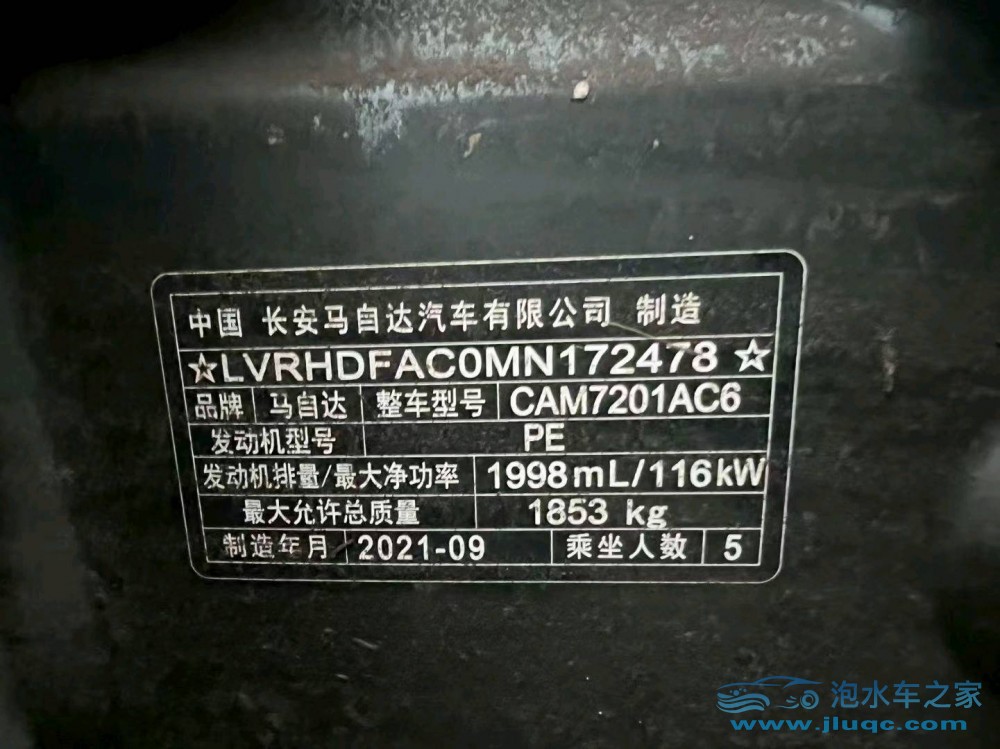 中国 长安马自达汽车有限公司 制造
☆LVRHDFAC0MN172478☆
品牌 马自达 整车型号 CAM7201AC6
发动机型号 PE
发动机排量/最大净功率 1998mL/116kW
最大允许总质量 1853 kg
制造年月 2021-09 乘坐人数 5
泡水车之家
www.jluqc.com